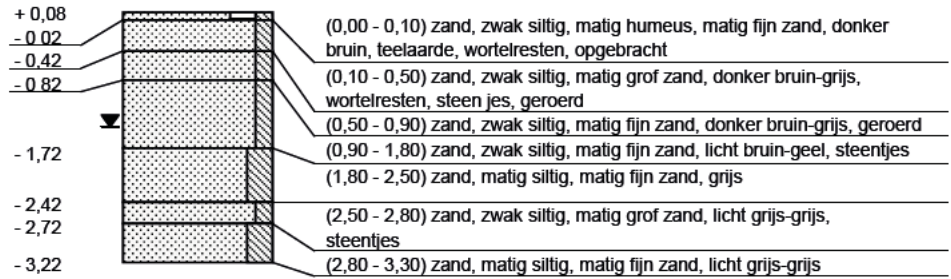 + 0,08
- 0 02
- 0,42
- 0 82
- 1,72
- 2,42
- 2,72
- 3,22
(0,00 - 0,10) zand, zwak siltig, matig humeus, matig fijn zand, donker
bruin, teelaarde, wortelresten, opgebracht
(0,10 - 0,50) zand, zwak siltig, matig grof zand, donker bruin-grijs,
wortelresten, steen jes, geroerd
(0,50 - 0,90) zand, zwak siltig, matig fijn zand, donker bruin-grijs, geroerd
(0,90 - 1,80) zand, zwak siltig, matig fijn zand, licht bruin-geel, steentjes
(1,80 - 2,50) zand, matig siltig, matig fijn zand, grijs
(2,50 - 2,80) zand, zwak siltig, matig grof zand, licht grijs-grijs,
steentjes
(2,80 - 3,30) zand, matig siltig, matig fijn zand, licht grijs-grijs